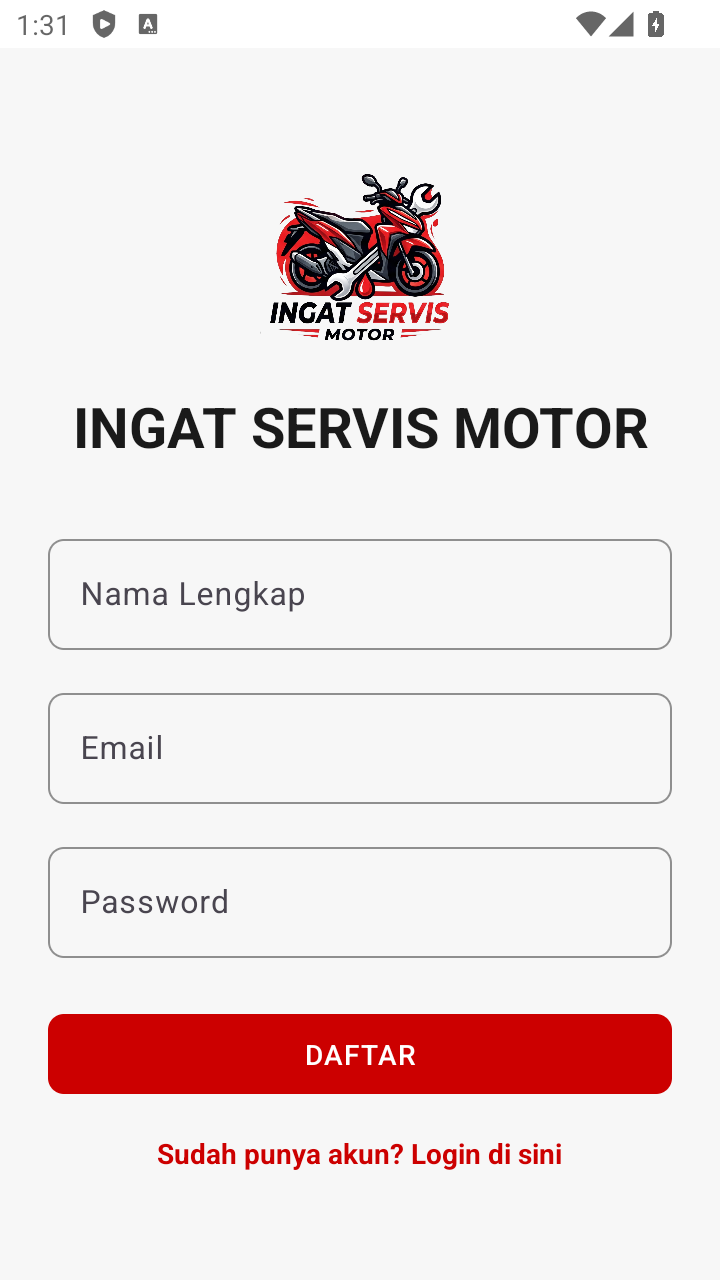 1:31
A
INGAT SERVIS
MOTOR
INGAT SERVIS MOTOR
Nama Lengkap
Email
Password
DAFTAR
Sudah punya akun? Login di sini